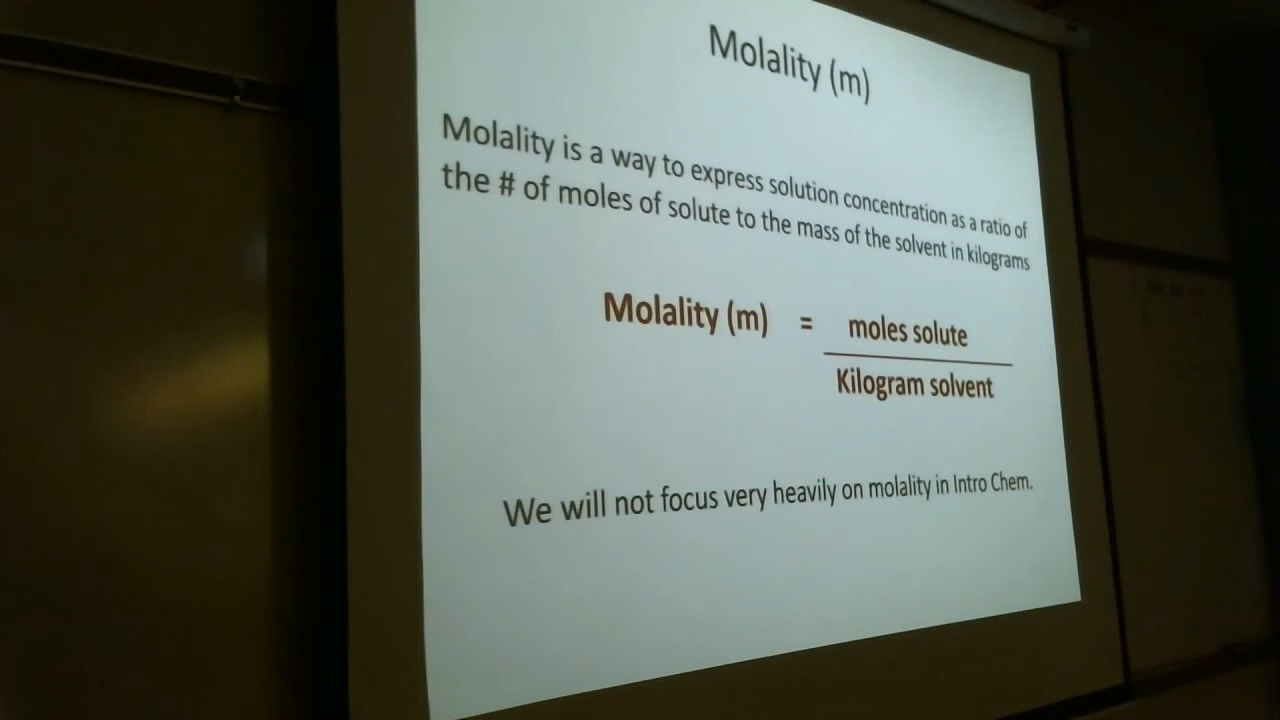 Molality (m)
Molality is a way to express solution concentration as a ratio of
the # of moles of solute to the mass of the solvent in kilograms
Molality (m) = moles solute
Kilogram solvent
We will not focus very heavily on molality in Intro Chem.